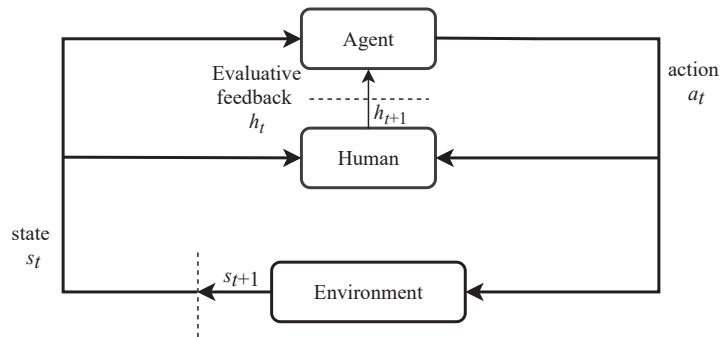 Agent
Evaluative
feedback
h_t
h_{t+1}
action
a_t
Human
state
s_t
s_{t+1}
Environment